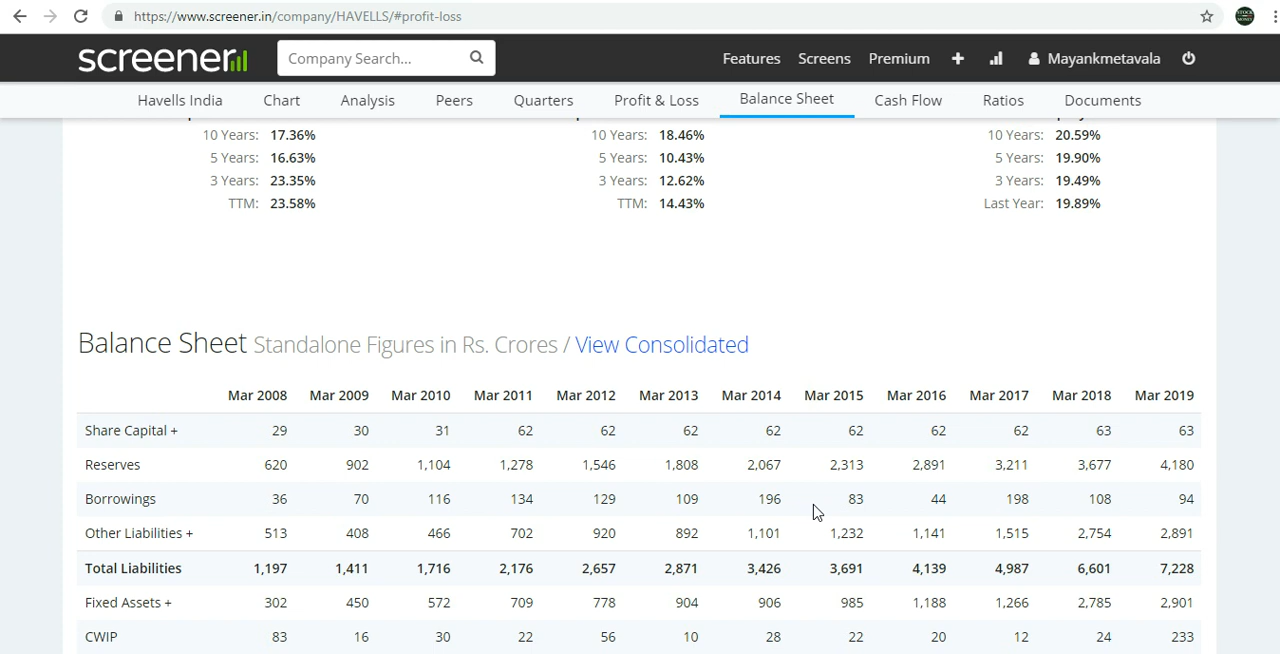 https://www.screener.in/company/HAVELLS/#profit-loss
screener Company Search... Features Screens Premium Mayankmetavala
Havells India Chart Analysis Peers Quarters Profit & Loss Balance Sheet Cash Flow Ratios Documents
10 Years: 17.36% 10 Years: 18.46% 10 Years: 20.59%
5 Years: 16.63% 5 Years: 10.43% 5 Years: 19.90%
3 Years: 23.35% 3 Years: 12.62% 3 Years: 19.49%
TTM: 23.58% TTM: 14.43% Last Year: 19.89%
Balance Sheet Standalone Figures in Rs. Crores / View Consolidated
Mar 2008 Mar 2009 Mar 2010 Mar 2011 Mar 2012 Mar 2013 Mar 2014 Mar 2015 Mar 2016 Mar 2017 Mar 2018 Mar 2019
Share Capital + 29 30 31 62 62 62 62 62 62 62 63 63
Reserves 620 902 1,104 1,278 1,546 1,808 2,067 2,313 2,891 3,211 3,677 4,180
Borrowings 36 70 116 134 129 109 196 83 44 198 108 94
Other Liabilities + 513 408 466 702 920 892 1,101 1,232 1,141 1,515 2,754 2,891
Total Liabilities 1,197 1,411 1,716 2,176 2,657 2,871 3,426 3,691 4,139 4,987 6,601 7,228
Fixed Assets + 302 450 572 709 778 904 906 985 1,188 1,266 2,785 2,901
CWIP 83 16 30 22 56 10 28 22 20 12 24 233